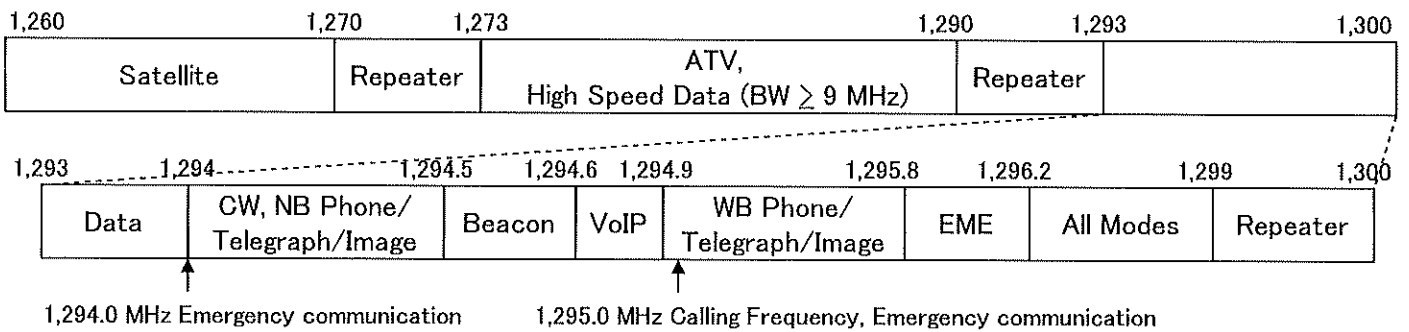 1,260 1,270 1,273 1,290 1,293 1,300
Satellite Repeater ATV, Repeater
High Speed Data (BW ≥ 9 MHz)
1,293 1,294 1,294.5 1,294.6 1,294.9 1,295.8 1,296.2 1,299 1,300
Data CW, NB Phone/ Beacon VoIP WB Phone/ EME All Modes Repeater
Telegraph/Image Telegraph/Image
1,294.0 MHz Emergency communication 1,295.0 MHz Calling Frequency, Emergency communication